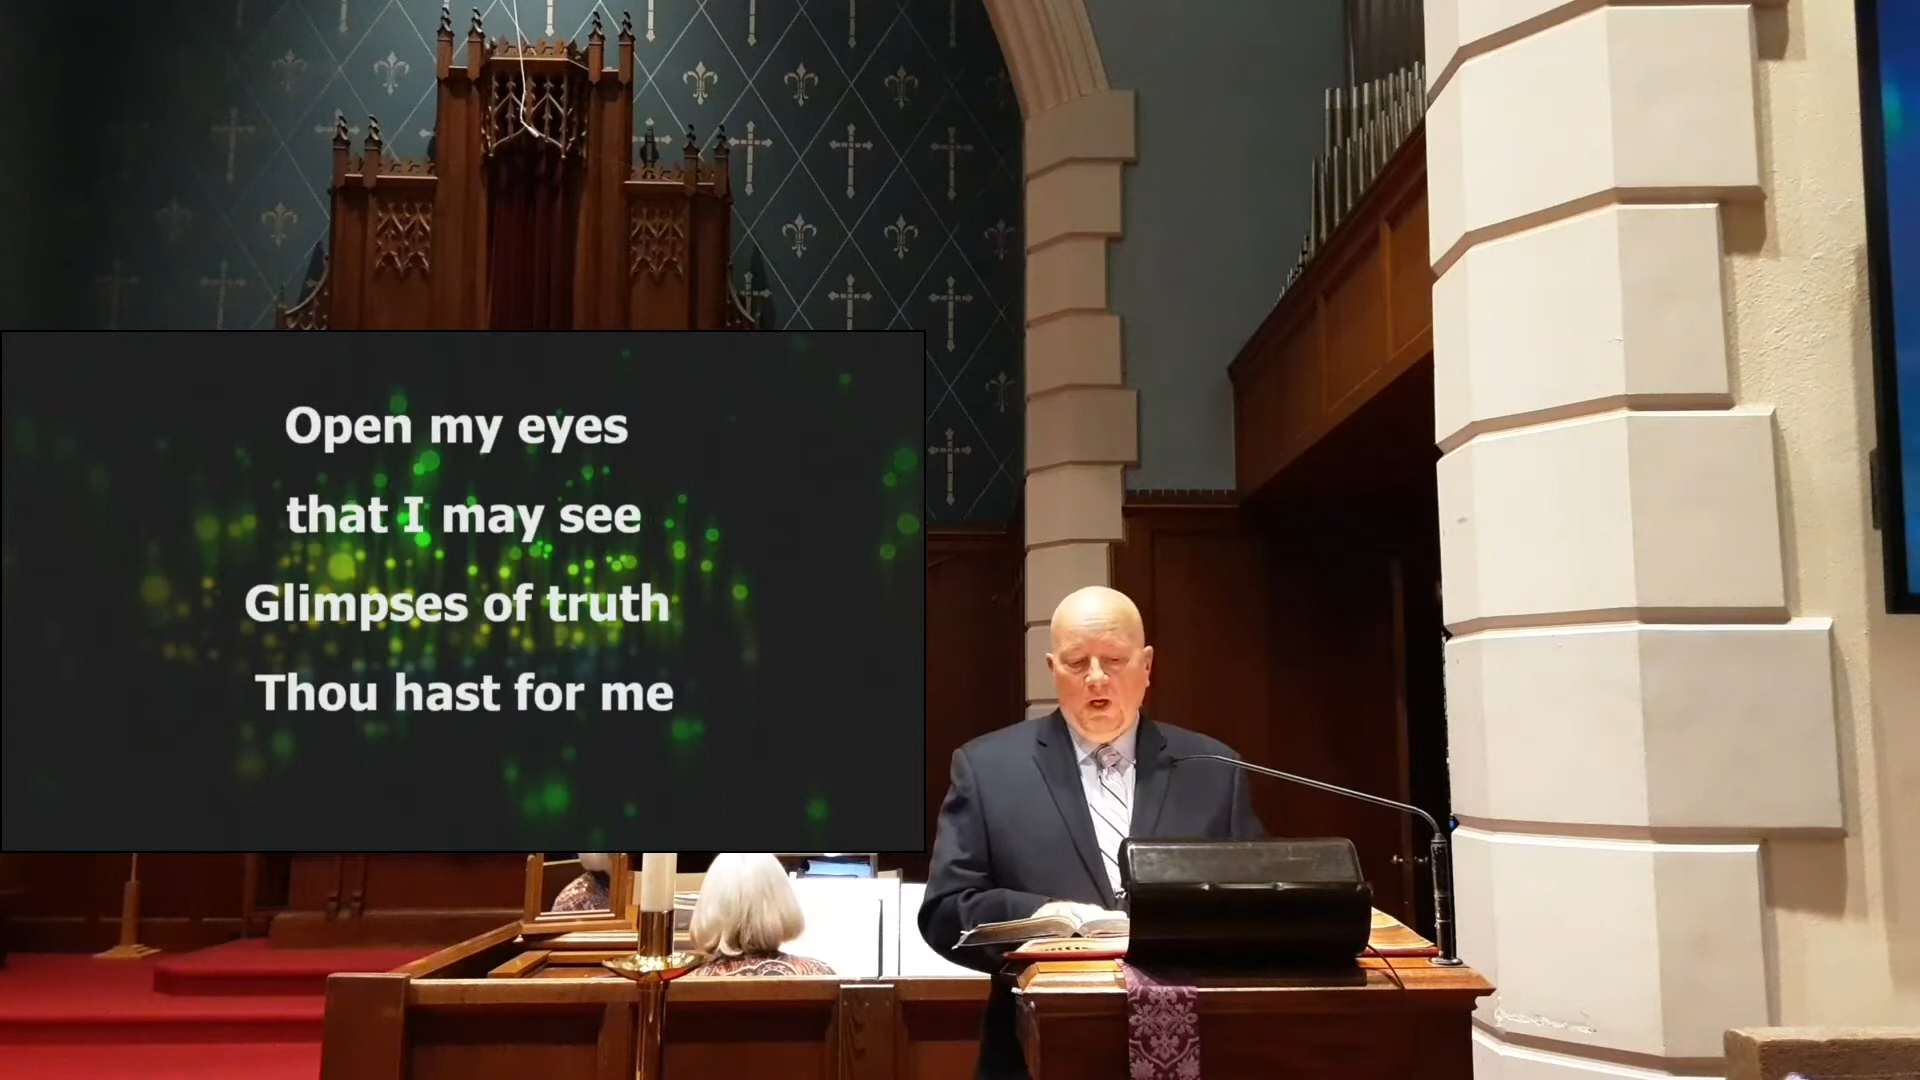 Open my eyes
that I may see
Glimpses of truth
Thou hast for me